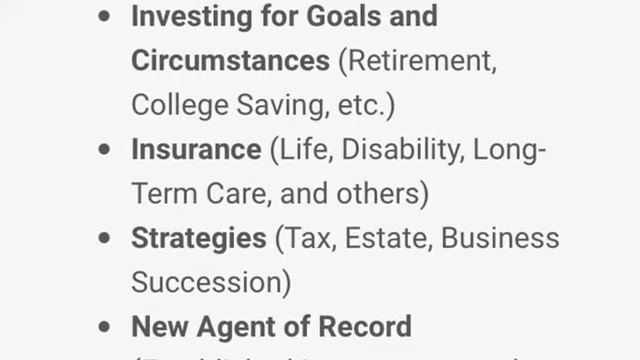 • Investing for Goals and
Circumstances (Retirement,
College Saving, etc.)
• Insurance (Life, Disability, Long-
Term Care, and others)
• Strategies (Tax, Estate, Business
Succession)
• New Agent of Record